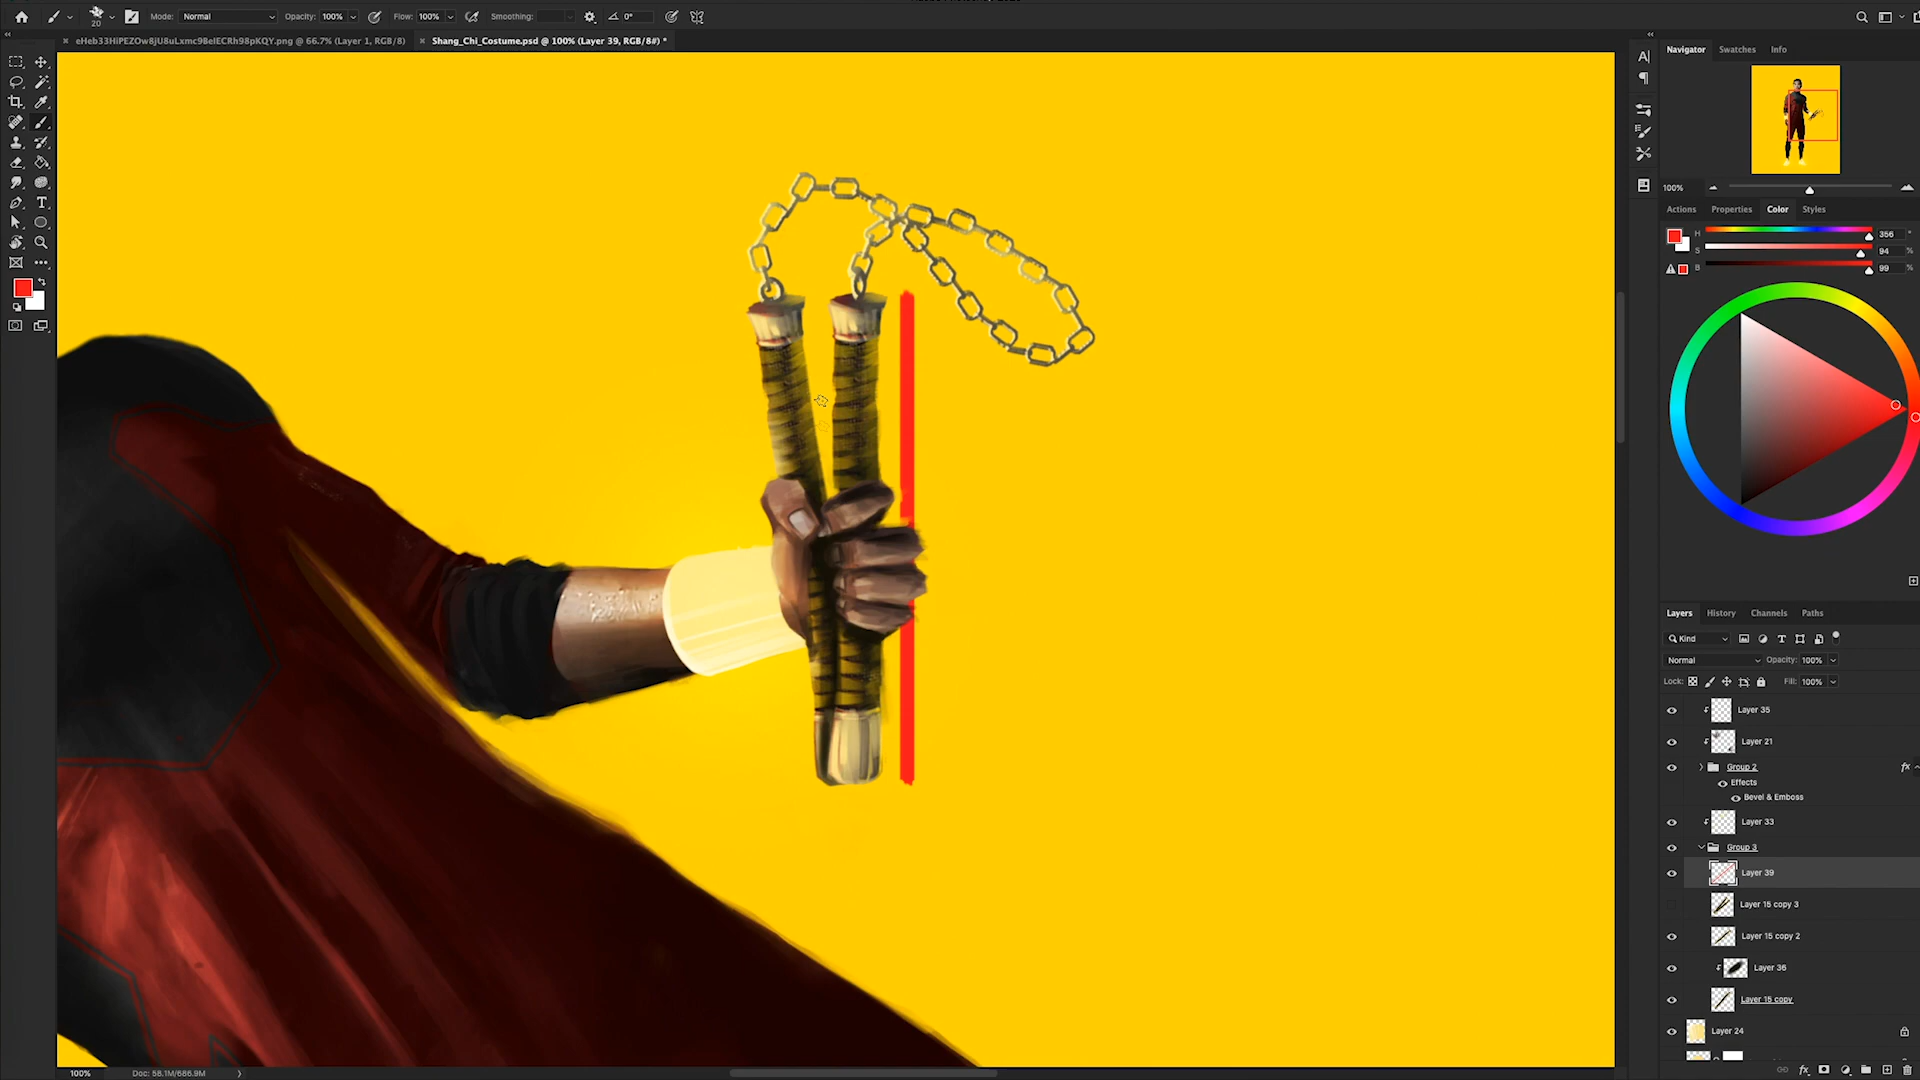 20
Mode: Normal
Opacity: 100%
Flow: 100%
Smoothing:
0°
eHeb33HiPEZOw8jU8uLxmc9BeIECRh98pKQY.png @ 66.7% (Layer 1, RGB/8)
Shang_Chi_Costume.psd @ 100% (Layer 39, RGB/8#) *
Navigator
Swatches
Info
100%
Actions
Properties
Color
Styles
H 356 °
S 94 %
B 99 %
Layers
History
Channels
Paths
Kind
Normal
Opacity: 100%
Lock:
Fill: 100%
Layer 35
Layer 21
Group 2
fx
Effects
Bevel & Emboss
Layer 33
Group 3
Layer 39
Layer 15 copy 3
Layer 15 copy 2
Layer 36
Layer 15 copy
Layer 24
100%
Doc: 58.1M/686.9M
fx